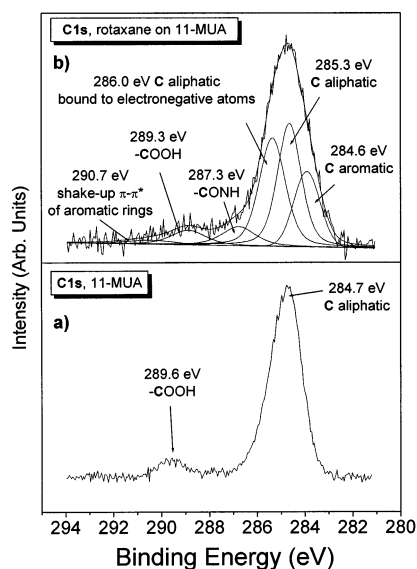 C1s, rotaxane on 11-MUA
b)
286.0 eV C aliphatic
bound to electronegative atoms
285.3 eV
C aliphatic
289.3 eV
-COOH
287.3 eV
-CONH
284.6 eV
C aromatic
290.7 eV
shake-up π-π*
of aromatic rings
Intensity (Arb. Units)
C1s, 11-MUA
a)
284.7 eV
C aliphatic
289.6 eV
-COOH
294 292 290 288 286 284 282 280
Binding Energy (eV)